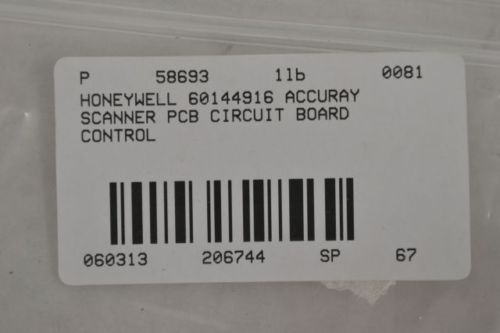 P 58693 1lb 0081
HONEYWELL 60144916 ACCURAY
SCANNER PCB CIRCUIT BOARD
CONTROL
060313 206744 SP 67